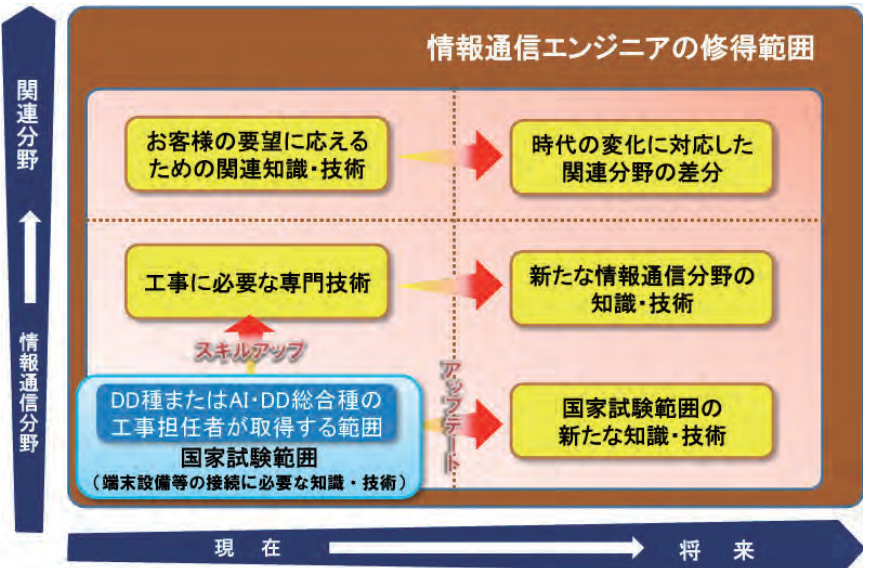 情報通信エンジニアの修得範囲
関連分野
情報通信分野
お客様の要望に応える
ための関連知識・技術
時代の変化に対応した
関連分野の差分
工事に必要な専門技術
新たな情報通信分野の
知識・技術
スキルアップ
アップデート
DD種またはAI・DD総合種の
工事担任者が取得する範囲
国家試験範囲
（端末設備等の接続に必要な知識・技術）
国家試験範囲の
新たな知識・技術
現在
将来